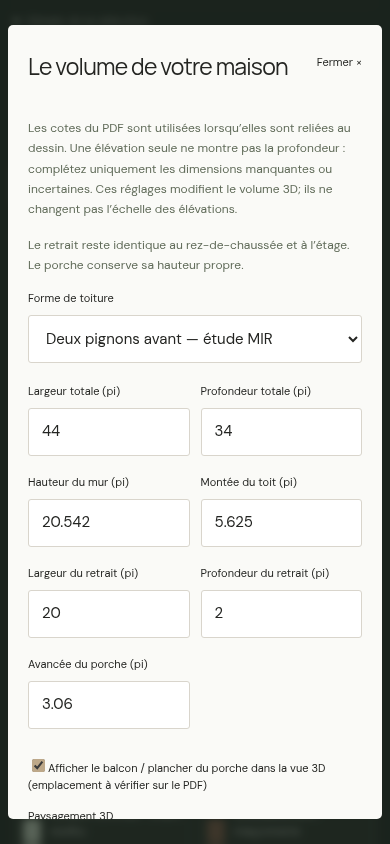 Le volume de votre maison
Fermer ×
Les cotes du PDF sont utilisées lorsqu’elles sont reliées au
dessin. Une élévation seule ne montre pas la profondeur :
complétez uniquement les dimensions manquantes ou
incertaines. Ces réglages modifient le volume 3D; ils ne
changent pas l’échelle des élévations.
Le retrait reste identique au rez-de-chaussée et à l’étage.
Le porche conserve sa hauteur propre.
Forme de toiture
Deux pignons avant — étude MIR
Largeur totale (pi)
Profondeur totale (pi)
44
34
Hauteur du mur (pi)
Montée du toit (pi)
20.542
5.625
Largeur du retrait (pi)
Profondeur du retrait (pi)
20
2
Avancée du porche (pi)
3.06
Afficher le balcon / plancher du porche dans la vue 3D
(emplacement à vérifier sur le PDF)
Paysagement 3D